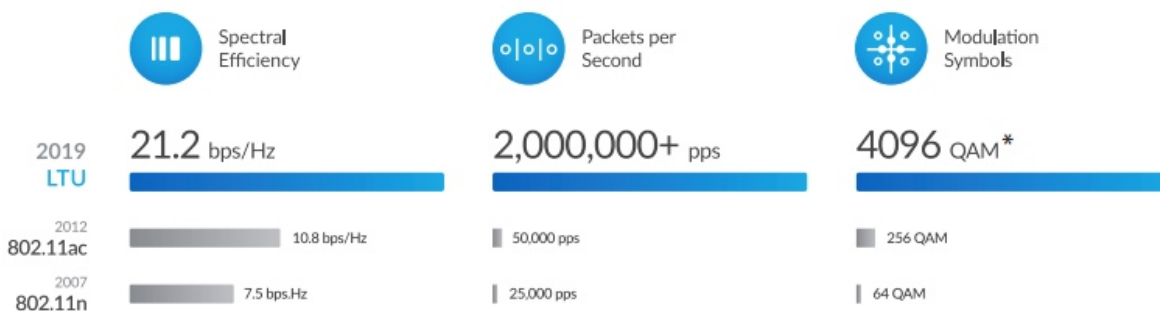 Spectral
Efficiency
Packets per
Second
Modulation
Symbols
2019
LTU
21.2 bps/Hz
2,000,000+ pps
4096 QAM*
2012
802.11ac
10.8 bps/Hz
50,000 pps
256 QAM
2007
802.11n
7.5 bps.Hz
25,000 pps
64 QAM